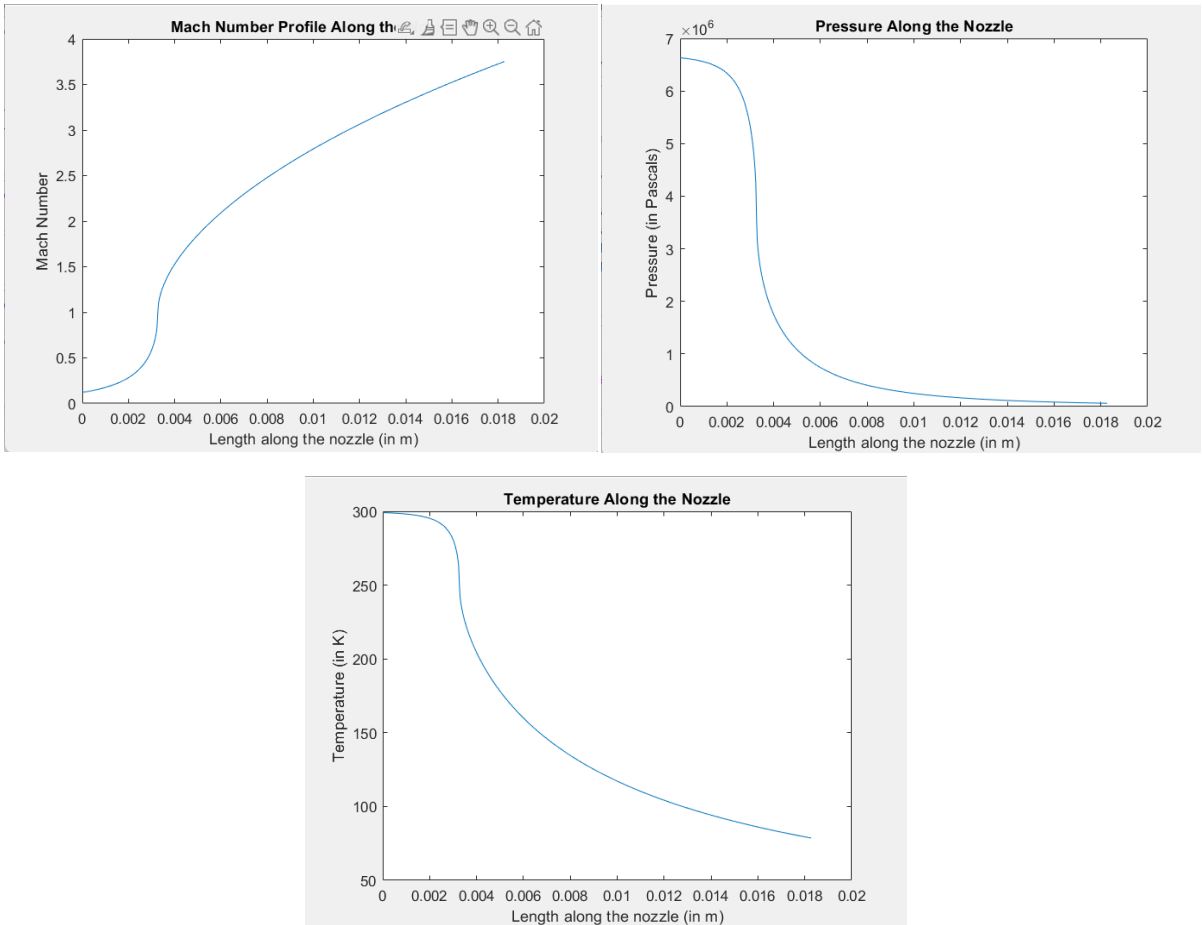 Mach Number Profile Along th
4
3.5
3
2.5
2
1.5
1
0.5
0
Mach Number
0 0.002 0.004 0.006 0.008 0.01 0.012 0.014 0.016 0.018 0.02
Length along the nozzle (in m)
Pressure Along the Nozzle
×10⁶
7
6
5
4
3
2
1
0
Pressure (in Pascals)
0 0.002 0.004 0.006 0.008 0.01 0.012 0.014 0.016 0.018 0.02
Length along the nozzle (in m)
Temperature Along the Nozzle
300
250
200
150
100
50
Temperature (in K)
0 0.002 0.004 0.006 0.008 0.01 0.012 0.014 0.016 0.018 0.02
Length along the nozzle (in m)